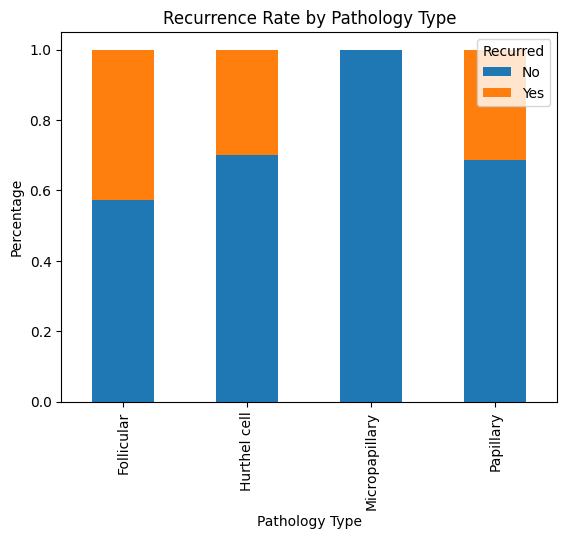 Recurrence Rate by Pathology Type
Recurred
No
Yes
Percentage
1.0
0.8
0.6
0.4
0.2
0.0
Follicular
Hurthel cell
Micropapillary
Papillary
Pathology Type